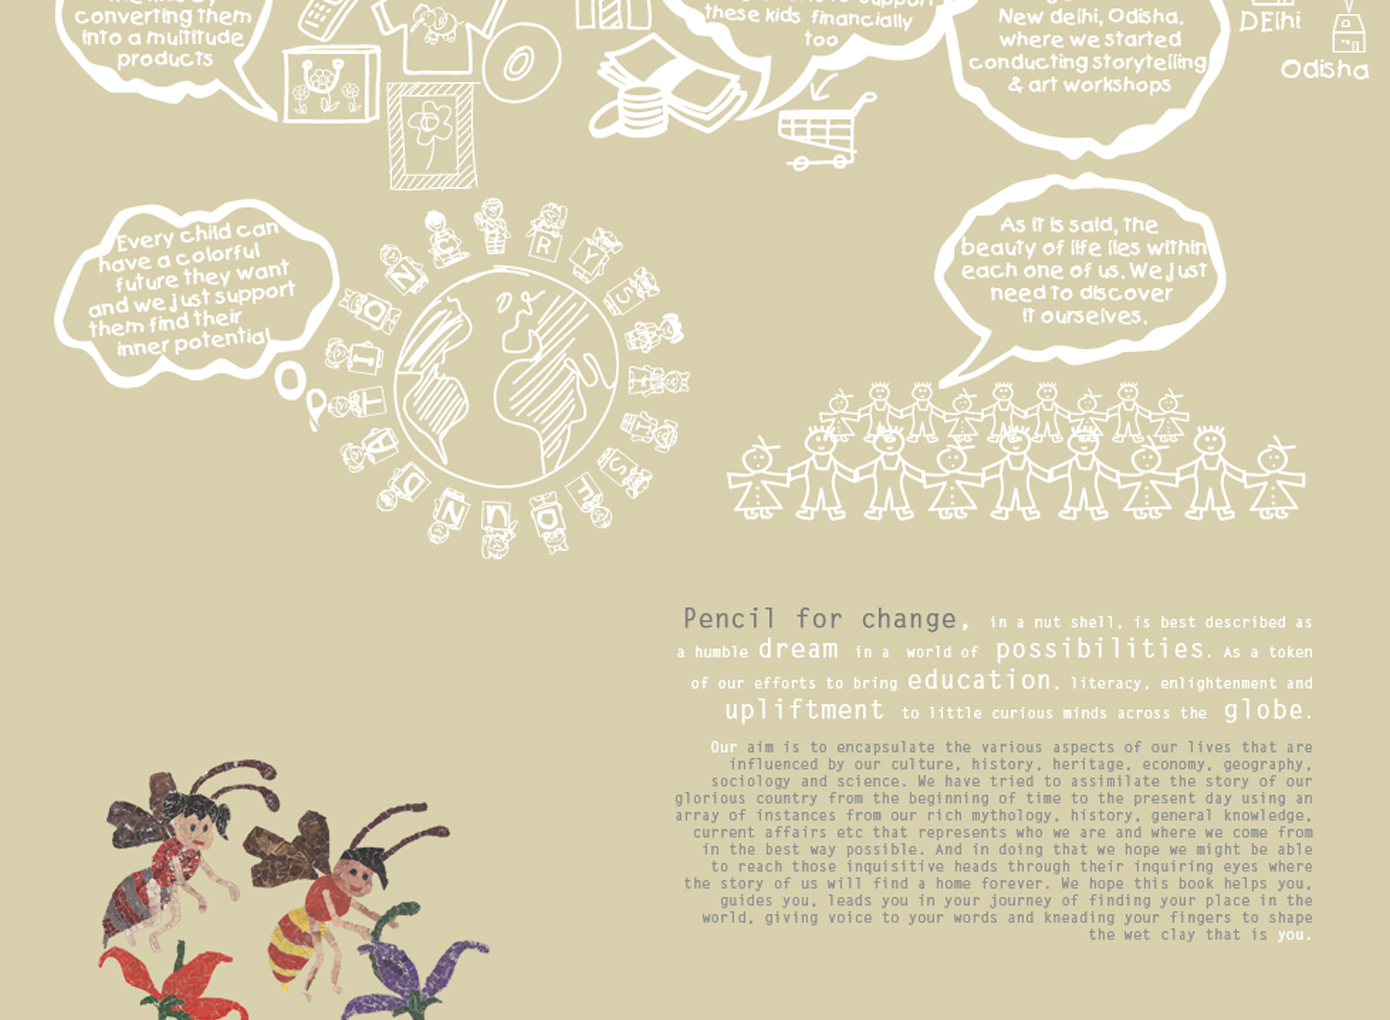 converting them
into a multitude
products
to support
these kids financially
too
New delhi, Odisha,
where we started
conducting storytelling
& art workshops
DElhi
Odisha
Every child can
have a colorful
future they want
and we just support
them find their
inner potential
FOUNDATION
As it is said, the
beauty of life lies within
each one of us. We just
need to discover
it ourselves.
Pencil for change, in a nut shell, is best described as
a humble dream in a world of possibilities. As a token
of our efforts to bring education, literacy, enlightenment and
upliftment to little curious minds across the globe.
Our aim is to encapsulate the various aspects of our lives that are
influenced by our culture, history, heritage, economy, geography,
sociology and science. We have tried to assimilate the story of our
glorious country from the beginning of time to the present day using an
array of instances from our rich mythology, history, general knowledge,
current affairs etc that represents who we are and where we come from
in the best way possible. And in doing that we hope we might be able
to reach those inquisitive heads through their inquiring eyes where
the story of us will find a home forever. We hope this book helps you,
guides you, leads you in your journey of finding your place in the
world, giving voice to your words and kneading your fingers to shape
the wet clay that is you.